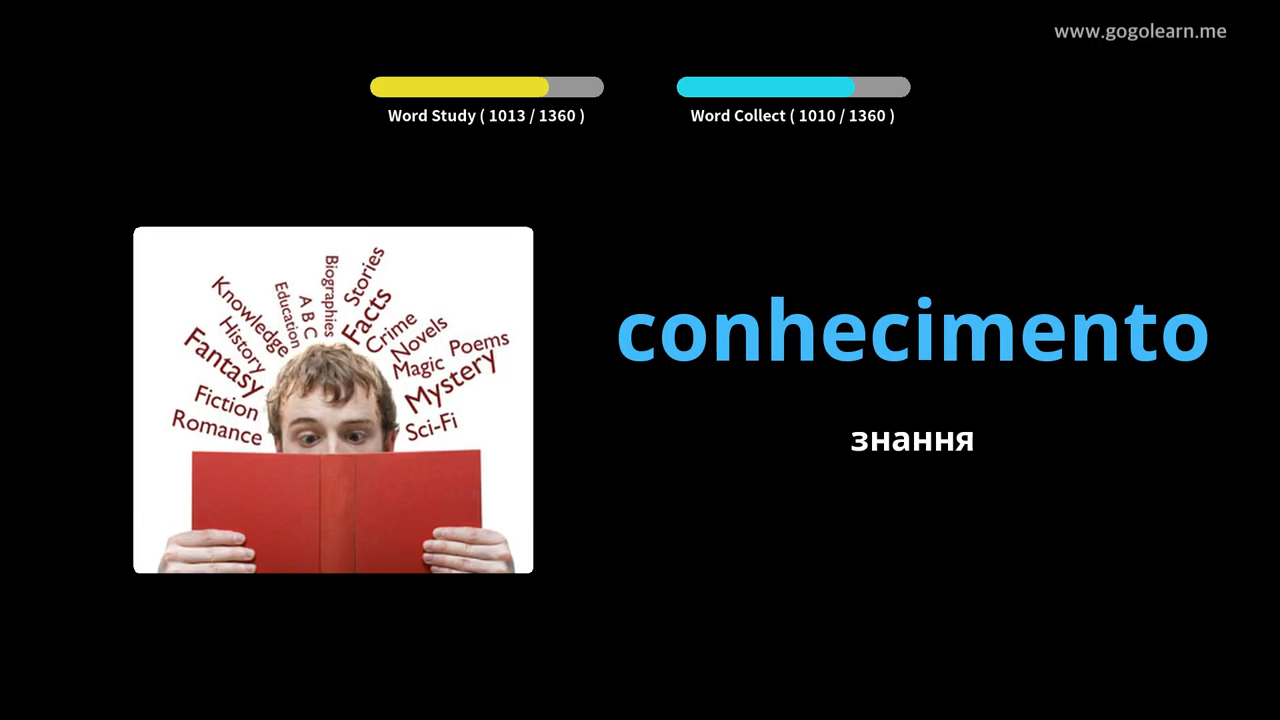 www.gogolearn.me
Word Study ( 1013 / 1360 )
Word Collect ( 1010 / 1360 )
Biographies
Stories
Education
A B C
Facts
Knowledge
Crime
History
Novels
Fantasy
Magic
Poems
Mystery
Fiction
Romance
Sci-Fi
conhecimento
знання